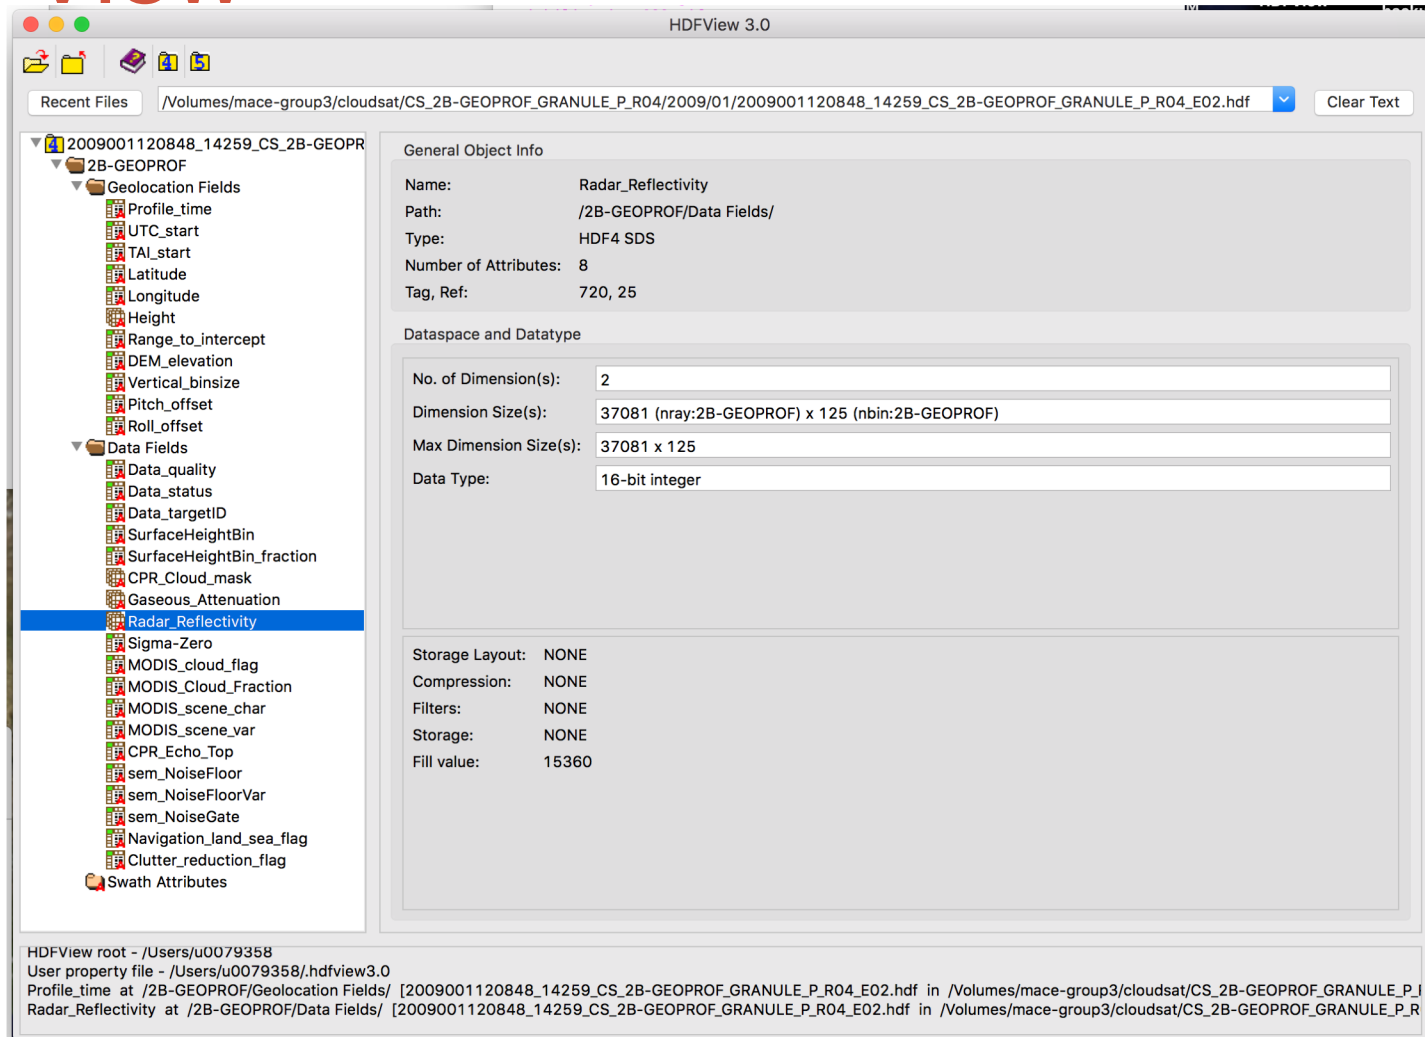 HDFView 3.0
4 5
Recent Files /Volumes/mace-group3/cloudsat/CS_2B-GEOPROF_GRANULE_P_R04/2009/01/2009001120848_14259_CS_2B-GEOPROF_GRANULE_P_R04_E02.hdf Clear Text
4 2009001120848_14259_CS_2B-GEOPR
2B-GEOPROF
Geolocation Fields
Profile_time
UTC_start
TAI_start
Latitude
Longitude
Height
Range_to_intercept
DEM_elevation
Vertical_binsize
Pitch_offset
Roll_offset
Data Fields
Data_quality
Data_status
Data_targetID
SurfaceHeightBin
SurfaceHeightBin_fraction
CPR_Cloud_mask
Gaseous_Attenuation
Radar_Reflectivity
Sigma-Zero
MODIS_cloud_flag
MODIS_Cloud_Fraction
MODIS_scene_char
MODIS_scene_var
CPR_Echo_Top
sem_NoiseFloor
sem_NoiseFloorVar
sem_NoiseGate
Navigation_land_sea_flag
Clutter_reduction_flag
Swath Attributes
General Object Info
Name: Radar_Reflectivity
Path: /2B-GEOPROF/Data Fields/
Type: HDF4 SDS
Number of Attributes: 8
Tag, Ref: 720, 25
Dataspace and Datatype
No. of Dimension(s): 2
Dimension Size(s): 37081 (nray:2B-GEOPROF) x 125 (nbin:2B-GEOPROF)
Max Dimension Size(s): 37081 x 125
Data Type: 16-bit integer
Storage Layout: NONE
Compression: NONE
Filters: NONE
Storage: NONE
Fill value: 15360
HDFView root - /Users/u0079358
User property file - /Users/u0079358/.hdfview3.0
Profile_time at /2B-GEOPROF/Geolocation Fields/ [2009001120848_14259_CS_2B-GEOPROF_GRANULE_P_R04_E02.hdf in /Volumes/mace-group3/cloudsat/CS_2B-GEOPROF_GRANULE_P_
Radar_Reflectivity at /2B-GEOPROF/Data Fields/ [2009001120848_14259_CS_2B-GEOPROF_GRANULE_P_R04_E02.hdf in /Volumes/mace-group3/cloudsat/CS_2B-GEOPROF_GRANULE_P_R